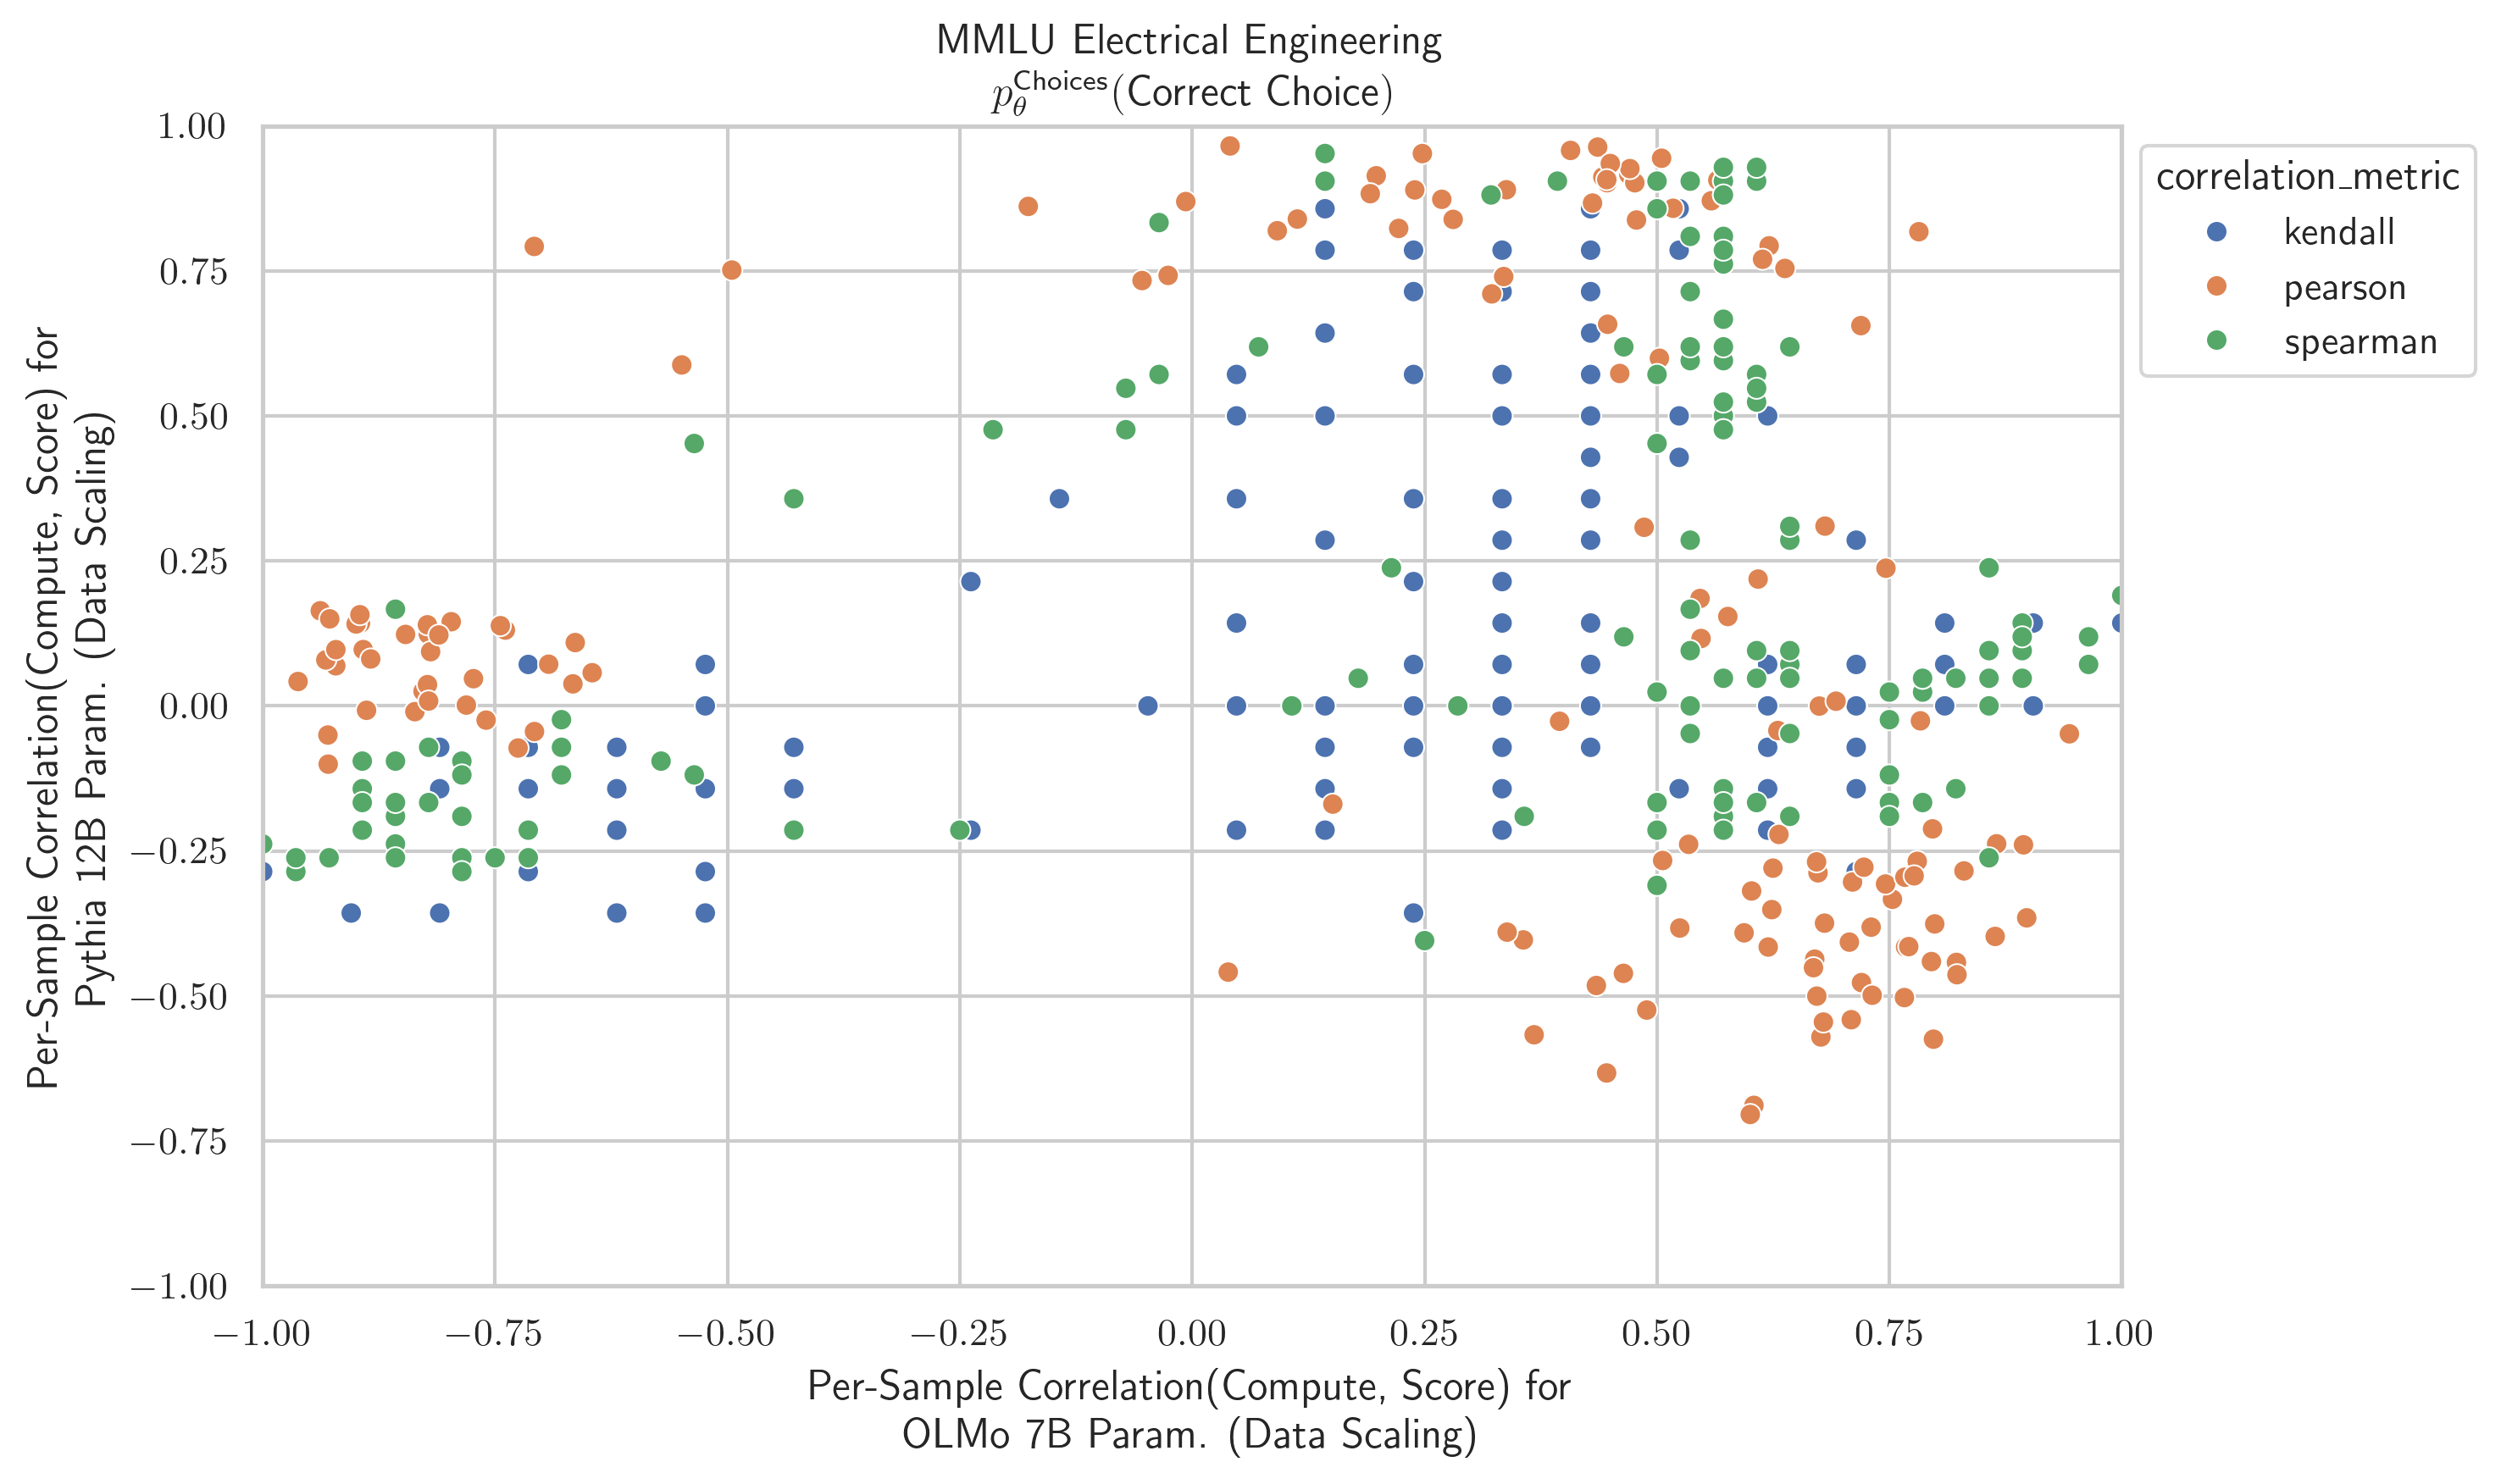 MMLU Electrical Engineering
p_θ^Choices(Correct Choice)
1.00
0.75
0.50
0.25
0.00
−0.25
−0.50
−0.75
−1.00
Per-Sample Correlation(Compute, Score) for
Pythia 12B Param. (Data Scaling)
−1.00
−0.75
−0.50
−0.25
0.00
0.25
0.50
0.75
1.00
Per-Sample Correlation(Compute, Score) for
OLMo 7B Param. (Data Scaling)
correlation_metric
kendall
pearson
spearman